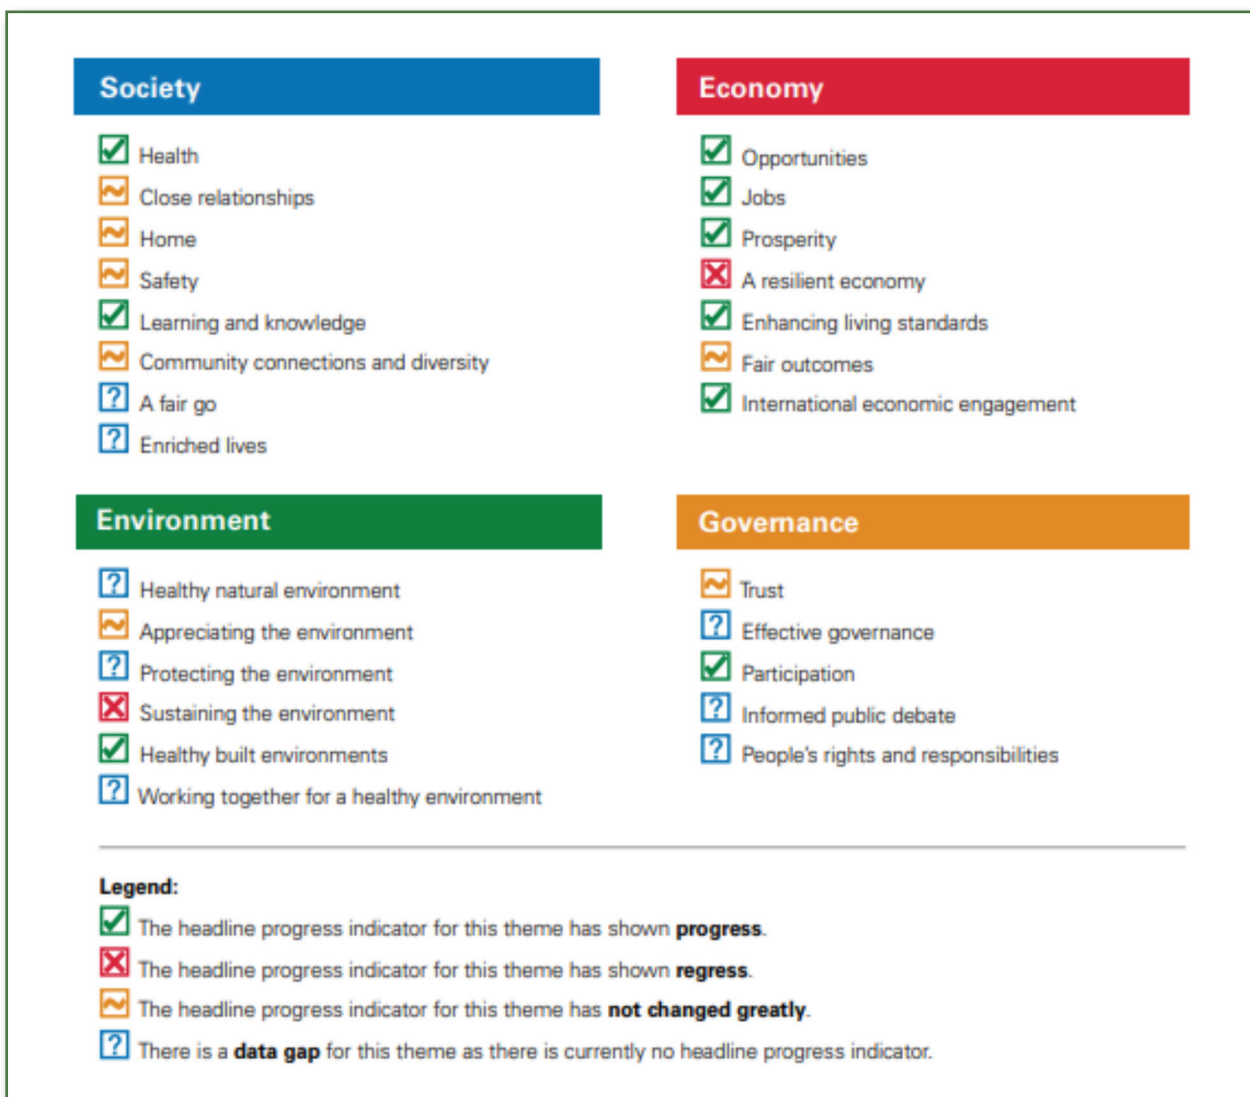 Society
Health
Close relationships
Home
Safety
Learning and knowledge
Community connections and diversity
A fair go
Enriched lives
Economy
Opportunities
Jobs
Prosperity
A resilient economy
Enhancing living standards
Fair outcomes
International economic engagement
Environment
Healthy natural environment
Appreciating the environment
Protecting the environment
Sustaining the environment
Healthy built environments
Working together for a healthy environment
Governance
Trust
Effective governance
Participation
Informed public debate
People's rights and responsibilities
Legend:
The headline progress indicator for this theme has shown progress.
The headline progress indicator for this theme has shown regress.
The headline progress indicator for this theme has not changed greatly.
There is a data gap for this theme as there is currently no headline progress indicator.